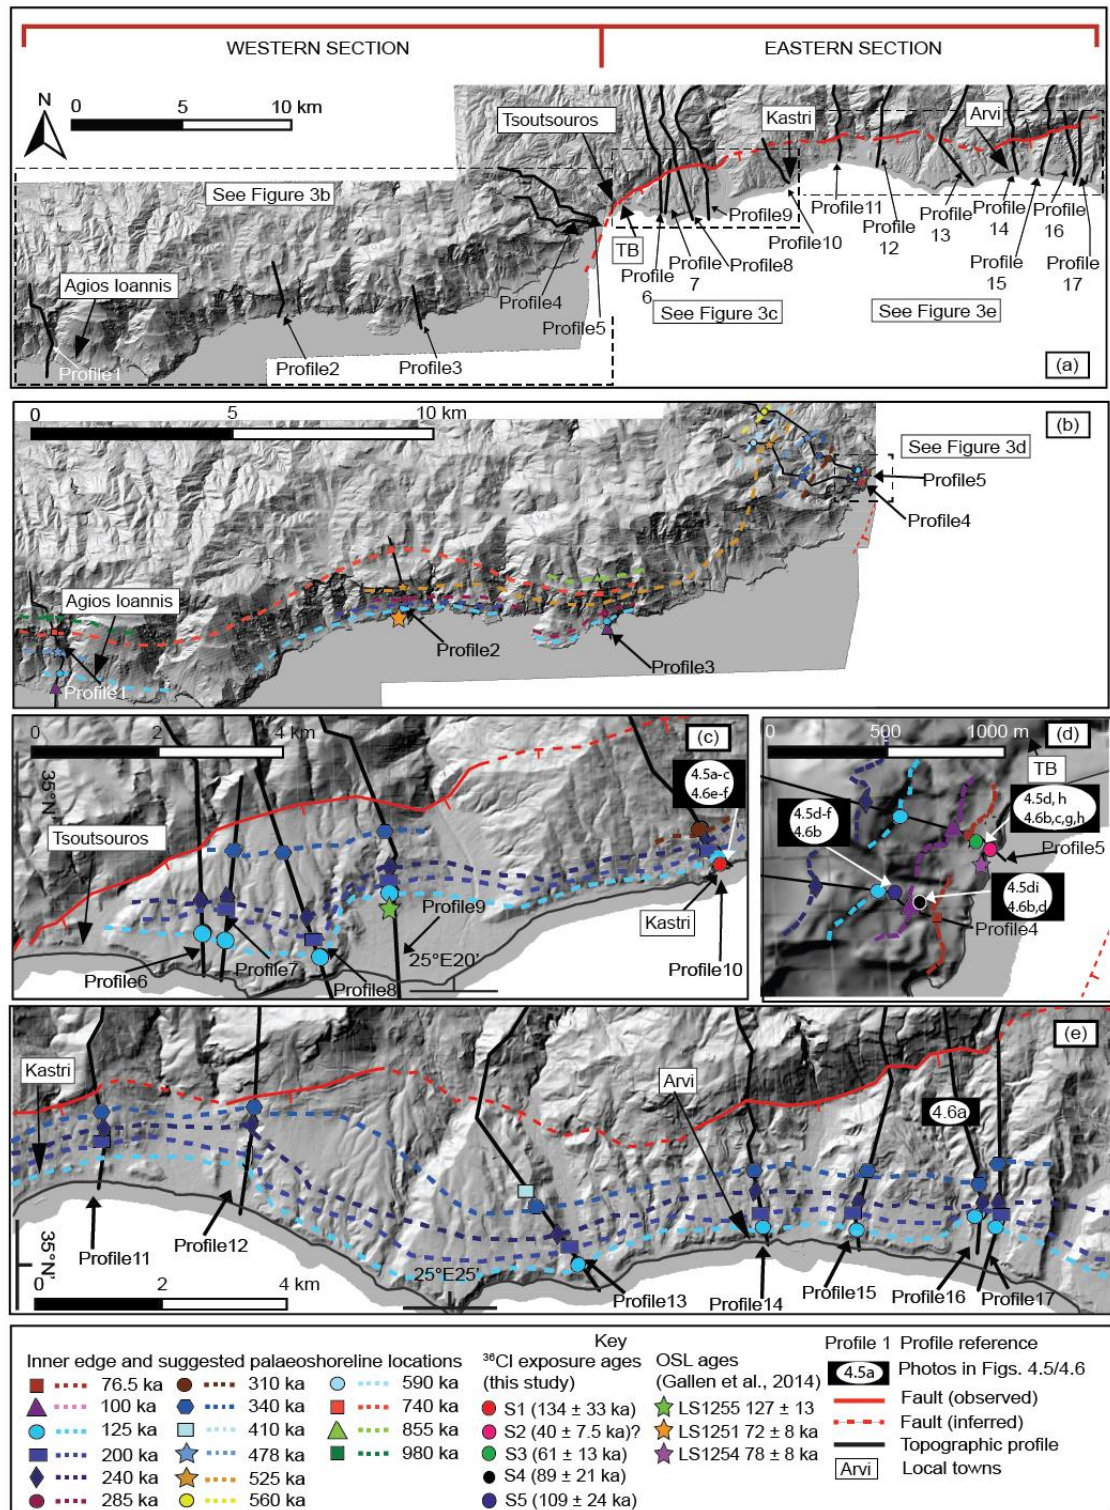 WESTERN SECTION
EASTERN SECTION
N
0 5 10 km
Tsoutsouros
Kastri
Arvi
See Figure 3b
Agios Ioannis
Profile1
Profile2
Profile3
Profile4
Profile5
TB
Profile
6
Profile
7
Profile8
Profile9
Profile10
Profile11
Profile
12
Profile
13
Profile
14
Profile
15
Profile
16
Profile
17
See Figure 3c
See Figure 3e
(a)
0 5 10 km
(b)
See Figure 3d
Profile5
Profile4
Agios Ioannis
Profile1
Profile2
Profile3
0 2 4 km
(c)
35°N'
Tsoutsouros
4.5a-c
4.6e-f
Kastri
Profile6
Profile7
Profile8
Profile9
25°E20'
Profile10
0 500 1000 m
(d)
TB
4.5d-f
4.6b
4.5d, h
4.6b,c,g,h
Profile5
4.5di
4.6b,d
Profile4
(e)
Kastri
Arvi
4.6a
35°N'
Profile11
Profile12
25°E25'
Profile13
Profile14
Profile15
Profile16
Profile17
0 2 4 km
Key
Inner edge and suggested palaeoshoreline locations
76.5 ka
100 ka
125 ka
200 ka
240 ka
285 ka
310 ka
340 ka
410 ka
478 ka
525 ka
560 ka
590 ka
740 ka
855 ka
980 ka
³⁶Cl exposure ages
(this study)
S1 (134 ± 33 ka)
S2 (40 ± 7.5 ka)?
S3 (61 ± 13 ka)
S4 (89 ± 21 ka)
S5 (109 ± 24 ka)
OSL ages
(Gallen et al., 2014)
LS1255 127 ± 13
LS1251 72 ± 8 ka
LS1254 78 ± 8 ka
Profile 1 Profile reference
4.5a Photos in Figs. 4.5/4.6
Fault (observed)
Fault (inferred)
Topographic profile
Arvi Local towns